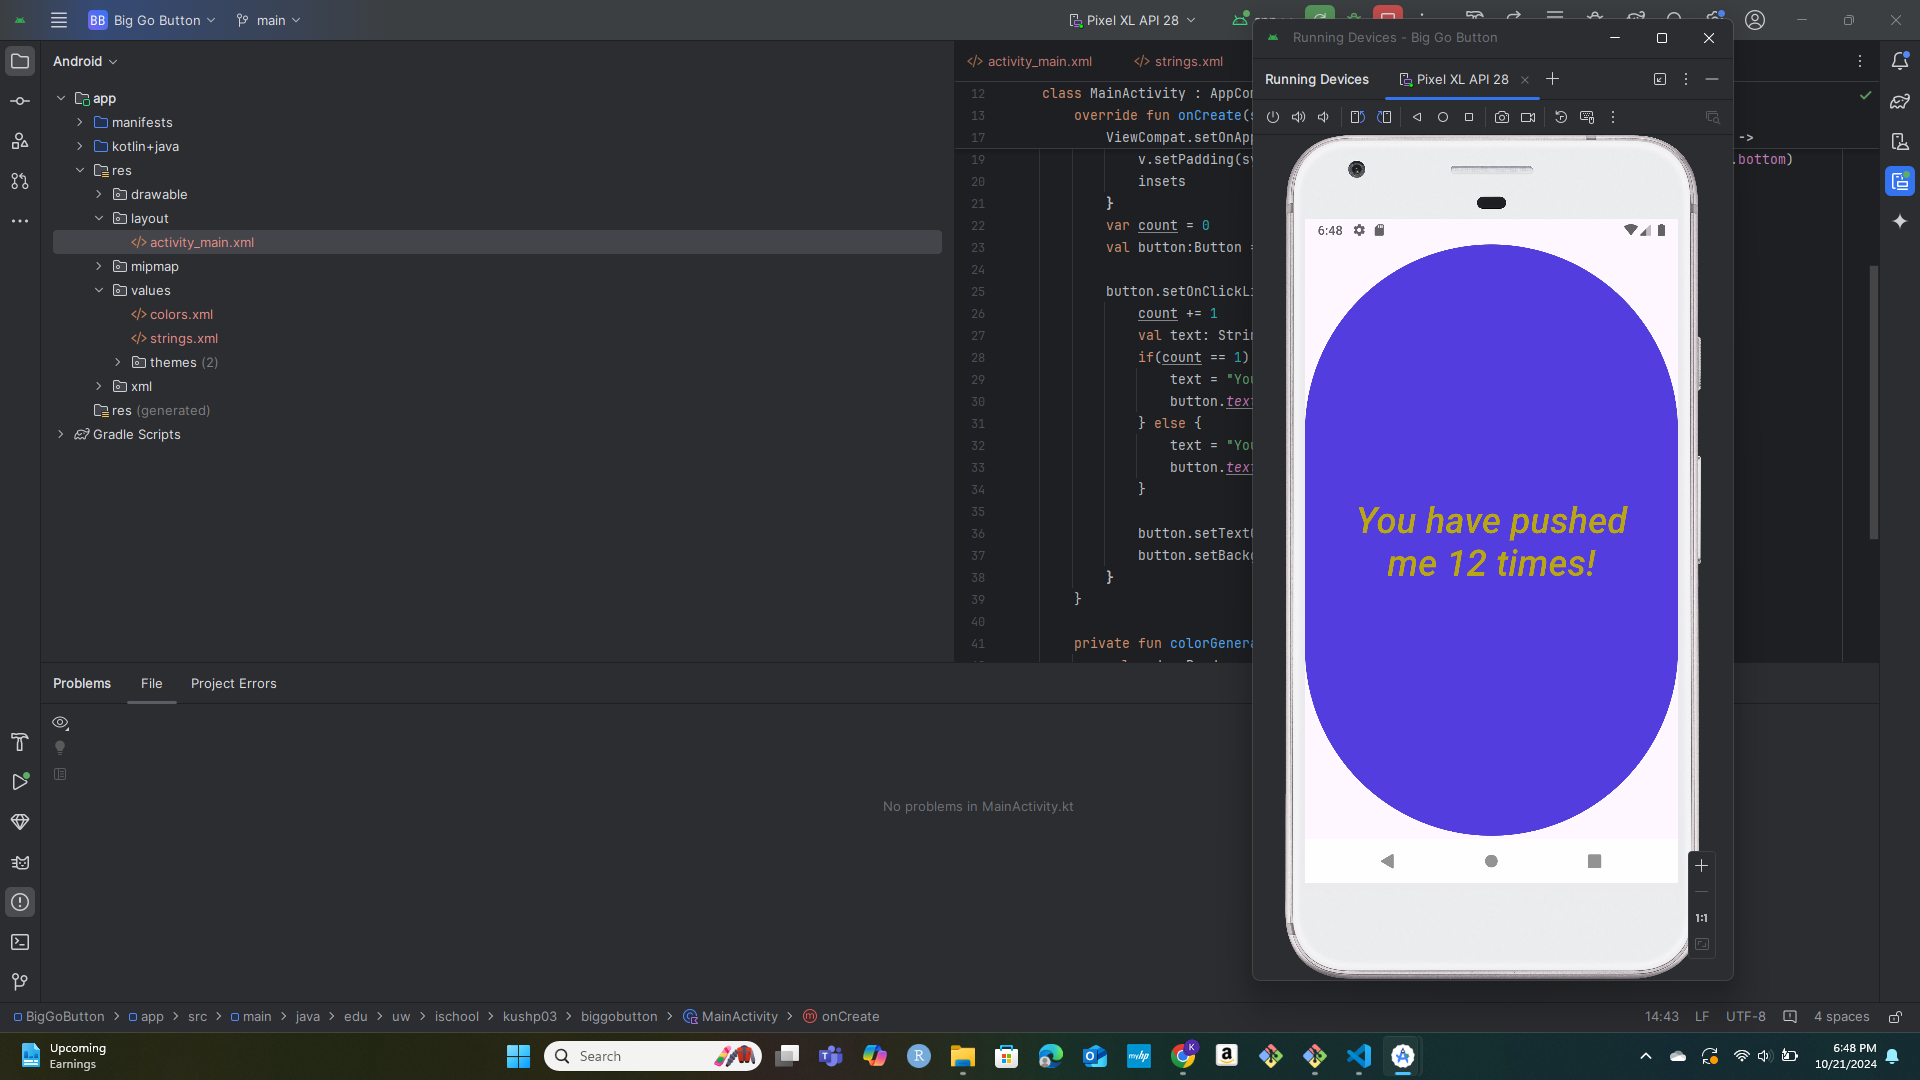 BB Big Go Button
main
Pixel XL API 28
Android
app
manifests
kotlin+java
res
drawable
layout
</> activity_main.xml
mipmap
values
</> colors.xml
</> strings.xml
themes (2)
xml
res (generated)
Gradle Scripts
</> activity_main.xml
</> strings.xml
12 class MainActivity : AppCo
13 override fun onCreate(
17 ViewCompat.setOnAp ->
19 v.setPadding(s .bottom)
20 insets
21 }
22 var count = 0
23 val button:Button =
24
25 button.setOnClickLi
26 count += 1
27 val text: Strin
28 if(count == 1)
29 text = "You
30 button.text
31 } else {
32 text = "You
33 button.text
34 }
35
36 button.setText
37 button.setBack
38 }
39 }
40
41 private fun colorGenera
Running Devices - Big Go Button
Running Devices
Pixel XL API 28
6:48
You have pushed
me 12 times!
1:1
Problems
File
Project Errors
No problems in MainActivity.kt
BigGoButton > app > src > main > java > edu > uw > ischool > kushp03 > biggobutton > MainActivity > onCreate
14:43 LF UTF-8 4 spaces
Upcoming
Earnings
Search
6:48 PM
10/21/2024